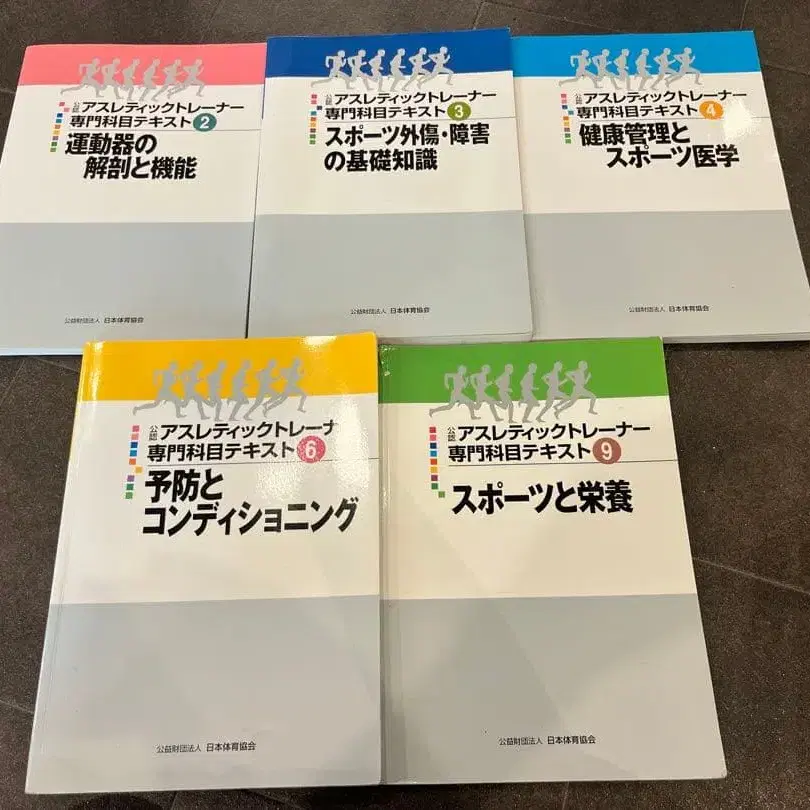 公認 アスレティックトレーナー
専門科目テキスト 2
運動器の
解剖と機能
公益財団法人 日本体育協会
公認 アスレティックトレーナー
専門科目テキスト 3
スポーツ外傷・障害
の基礎知識
公益財団法人 日本体育協会
公認 アスレティックトレーナー
専門科目テキスト 4
健康管理と
スポーツ医学
公益財団法人 日本体育協会
公認 アスレティックトレーナー
専門科目テキスト 6
予防と
コンディショニング
公益財団法人 日本体育協会
公認 アスレティックトレーナー
専門科目テキスト 9
スポーツと栄養
公益財団法人 日本体育協会